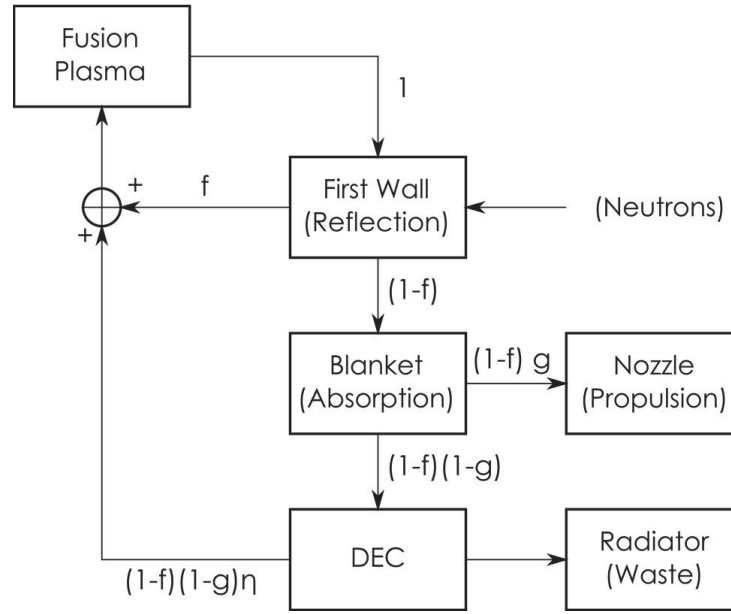 Fusion
Plasma
1
+
f
First Wall
(Reflection)
(Neutrons)
+
(1-f)
Blanket
(Absorption)
(1-f) g
Nozzle
(Propulsion)
(1-f)(1-g)
DEC
Radiator
(Waste)
(1-f)(1-g)η